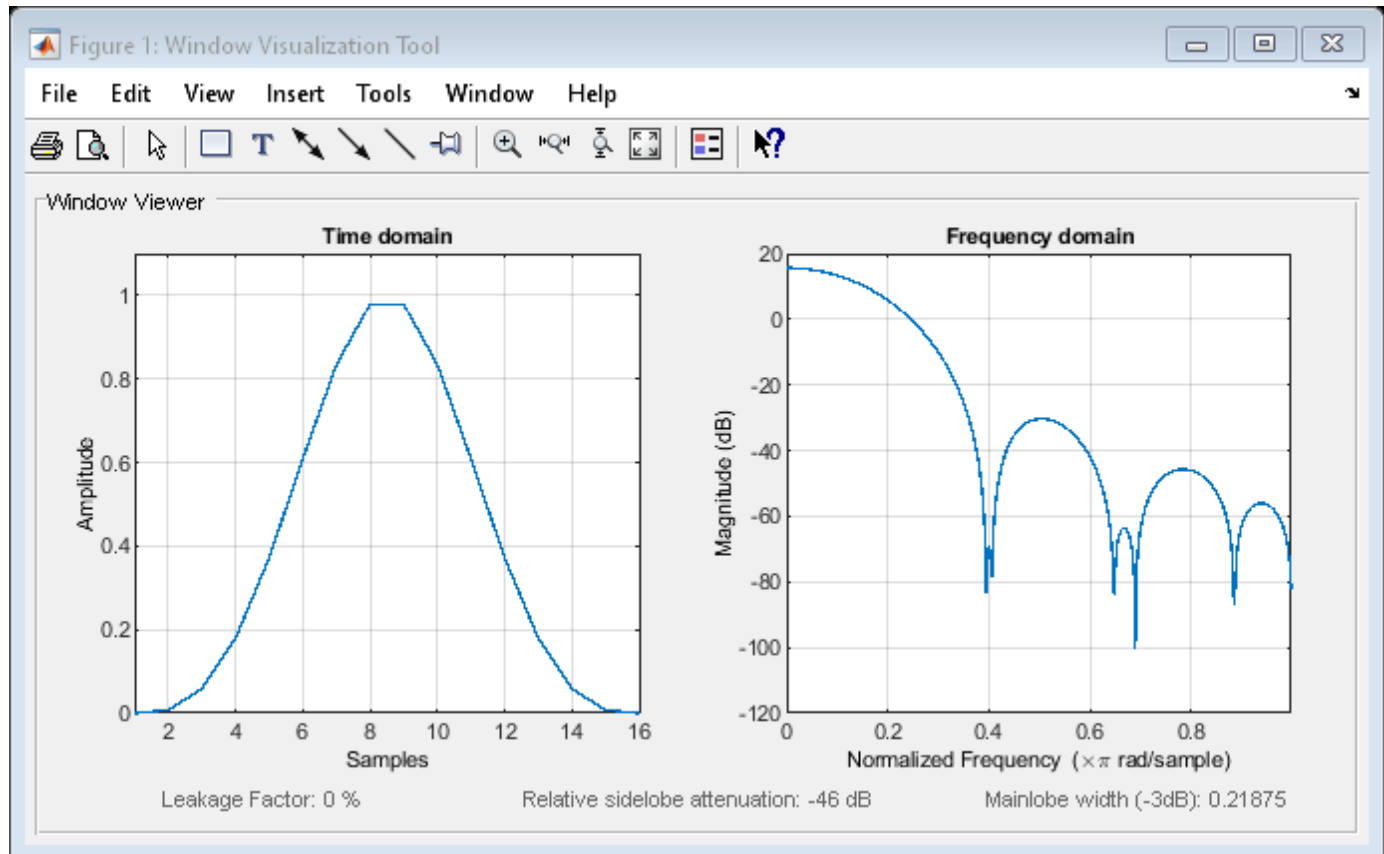 Figure 1: Window Visualization Tool
File Edit View Insert Tools Window Help
T
?
Window Viewer
Time domain
1
0.8
0.6
0.4
0.2
0
Amplitude
2 4 6 8 10 12 14 16
Samples
Frequency domain
20
0
-20
-40
-60
-80
-100
-120
Magnitude (dB)
0 0.2 0.4 0.6 0.8
Normalized Frequency (×π rad/sample)
Leakage Factor: 0 % Relative sidelobe attenuation: -46 dB Mainlobe width (-3dB): 0.21875